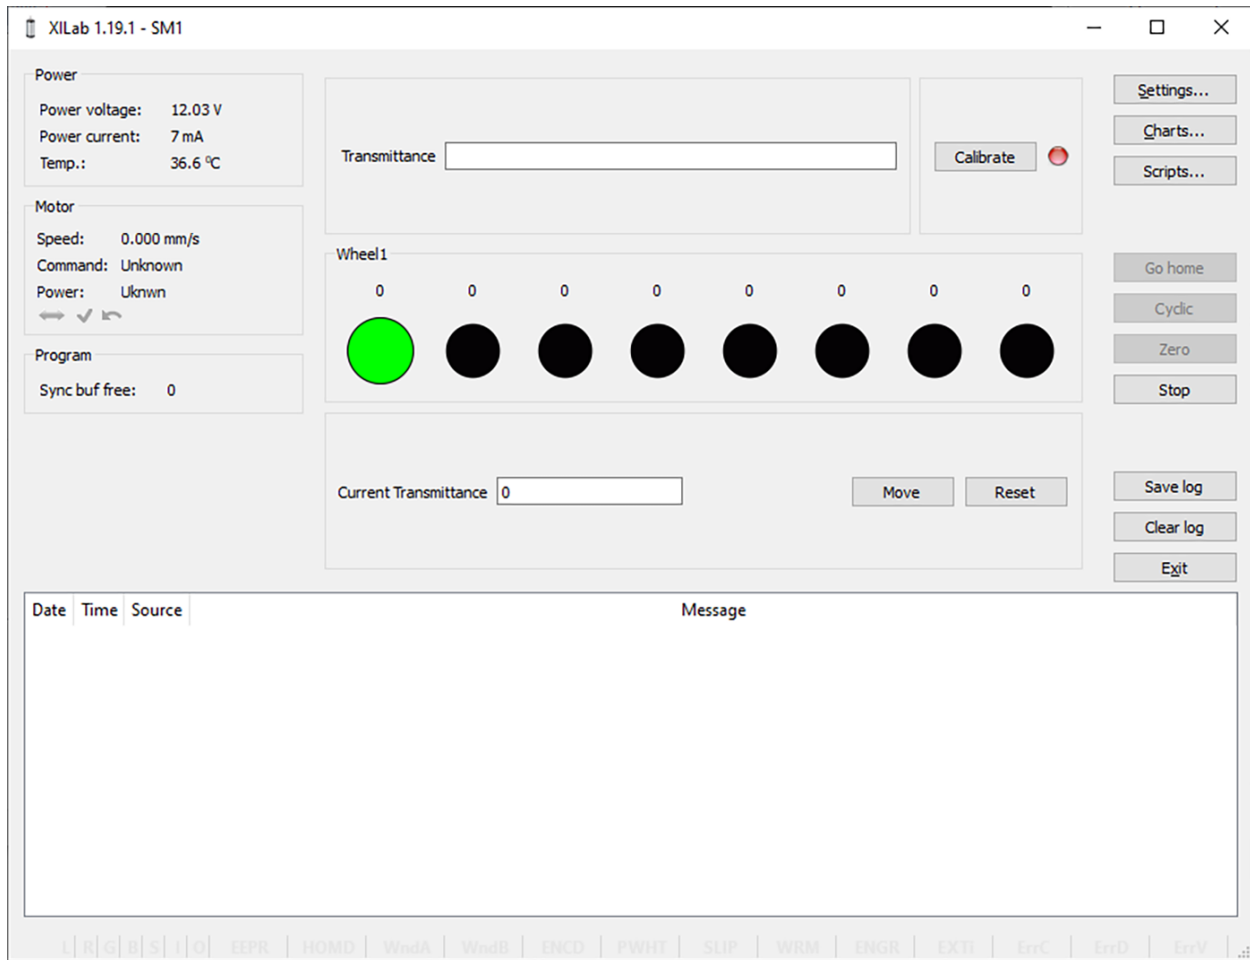 XILab 1.19.1 - SM1
Power
Power voltage: 12.03 V
Power current: 7 mA
Temp.: 36.6 ⁰C
Motor
Speed: 0.000 mm/s
Command: Unknown
Power: Uknwn
Program
Sync buf free: 0
Transmittance
Calibrate
Wheel1
0 0 0 0 0 0 0 0
Current Transmittance 0
Move Reset
Settings...
Charts...
Scripts...
Go home
Cyclic
Zero
Stop
Save log
Clear log
Exit
Date Time Source Message
L R G B S I O EEPR HOMD WndA WndB ENCD PWHT SLIP WRM ENGR EXTi ErrC ErrD ErrV